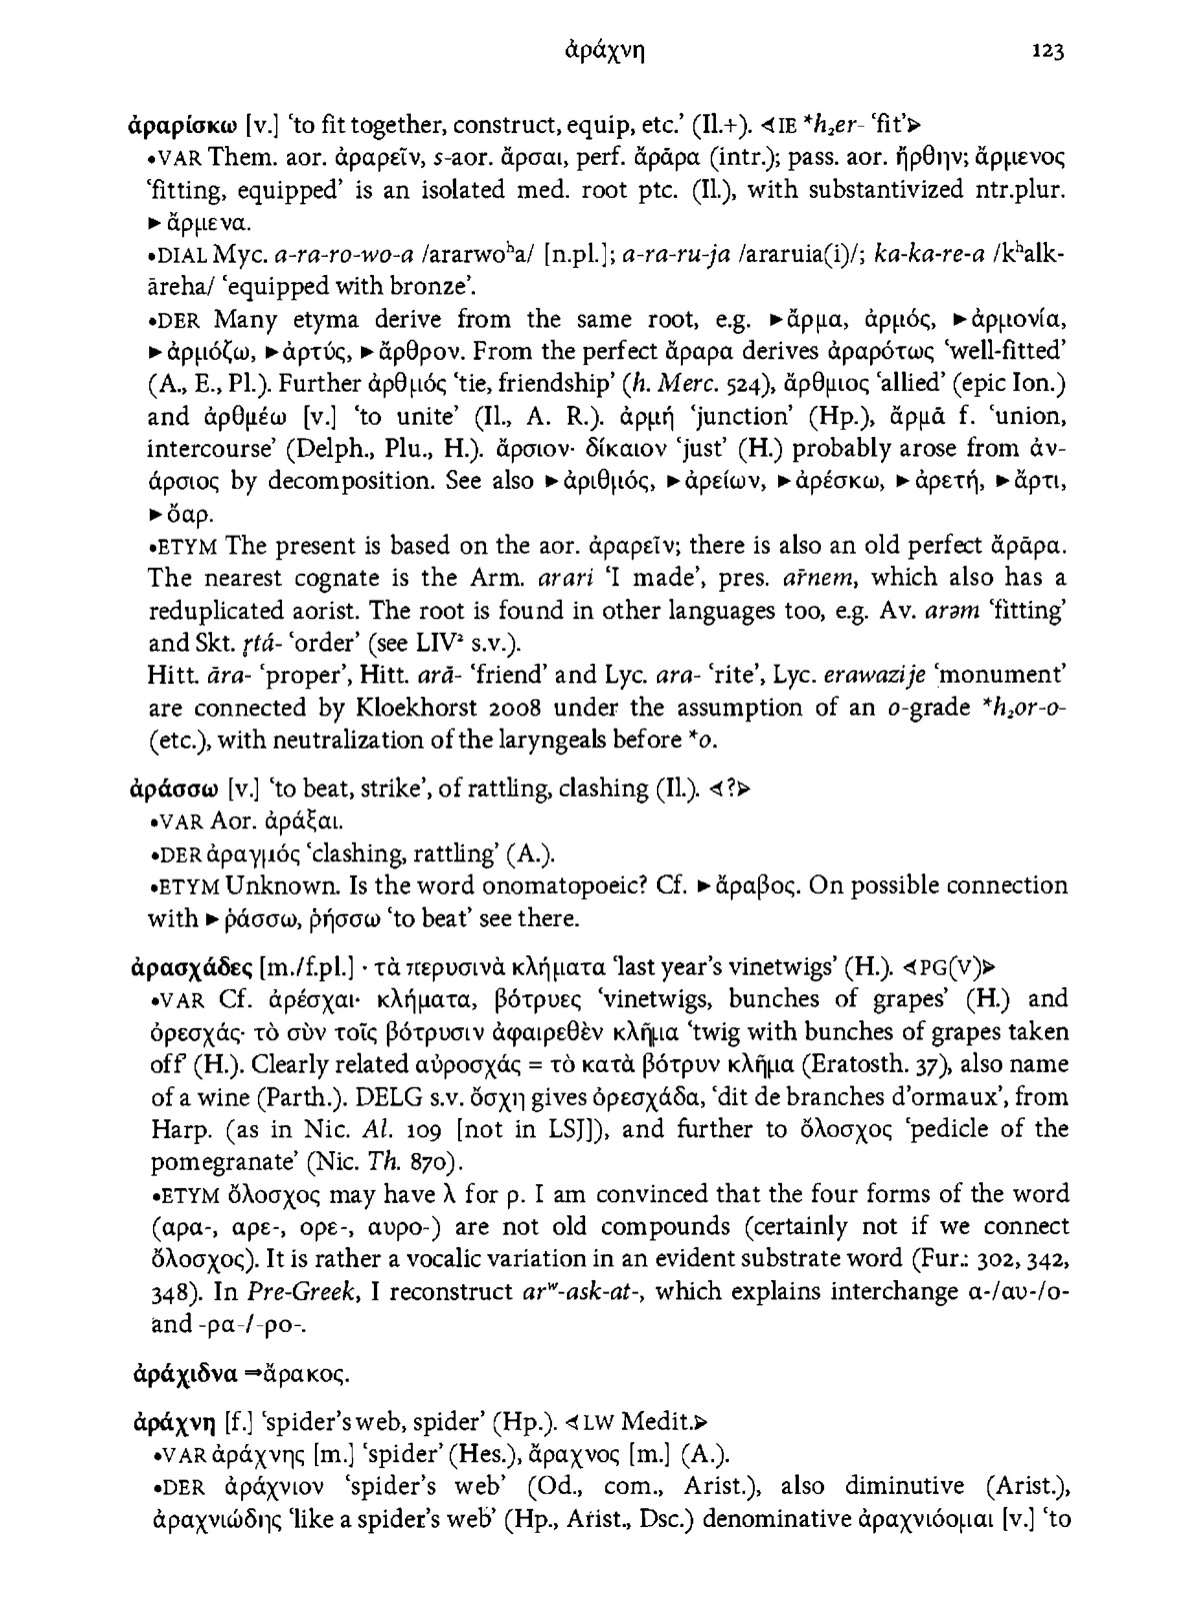 ἀράχνη 123
ἀραρίσκω [v.] ‘to fit together, construct, equip, etc.’ (Il.+). ⊲IE *h₂er- ‘fit’⊳
•VAR Them. aor. ἀραρεῖν, s-aor. ἄρσαι, perf. ἄρᾱρα (intr.); pass. aor. ἤρθην; ἄρμενος
‘fitting, equipped’ is an isolated med. root ptc. (Il.), with substantivized ntr.plur.
►ἄρμενα.
•DIAL Myc. a-ra-ro-wo-a /ararwoʰa/ [n.pl.]; a-ra-ru-ja /araruia(i)/; ka-ka-re-a /kʰalk-
āreha/ ‘equipped with bronze’.
•DER Many etyma derive from the same root, e.g. ►ἅρμα, ἁρμός, ►ἁρμονία,
►ἁρμόζω, ►ἀρτύς, ►ἄρθρον. From the perfect ἄραρα derives ἀραρότως ‘well-fitted’
(A., E., Pl.). Further ἀρθμός ‘tie, friendship’ (h. Merc. 524), ἄρθμιος ‘allied’ (epic Ion.)
and ἀρθμέω [v.] ‘to unite’ (Il., A. R.). ἁρμή ‘junction’ (Hp.), ἄρμᾱ f. ‘union,
intercourse’ (Delph., Plu., H.). ἄρσιον· δίκαιον ‘just’ (H.) probably arose from ἀν-
άρσιος by decomposition. See also ►ἀριθμός, ►ἀρείων, ►ἀρέσκω, ►ἀρετή, ►ἄρτι,
►ὄαρ.
•ETYM The present is based on the aor. ἀραρεῖν; there is also an old perfect ἄρᾱρα.
The nearest cognate is the Arm. arari ‘I made’, pres. aṙnem, which also has a
reduplicated aorist. The root is found in other languages too, e.g. Av. arəm ‘fitting’
and Skt. r̥tá- ‘order’ (see LIV² s.v.).
Hitt. āra- ‘proper’, Hitt. arā- ‘friend’ and Lyc. ara- ‘rite’, Lyc. erawazije ‘monument’
are connected by Kloekhorst 2008 under the assumption of an o-grade *h₂or-o-
(etc.), with neutralization of the laryngeals before *o.
ἀράσσω [v.] ‘to beat, strike’, of rattling, clashing (Il.). ⊲?⊳
•VAR Aor. ἀράξαι.
•DER ἀραγμός ‘clashing, rattling’ (A.).
•ETYM Unknown. Is the word onomatopoeic? Cf. ►ἄραβος. On possible connection
with ►ῥάσσω, ῥήσσω ‘to beat’ see there.
ἀρασχάδες [m./f.pl.] · τὰ περυσινὰ κλήματα ‘last year’s vinetwigs’ (H.). ⊲PG(V)⊳
•VAR Cf. ἀρέσχαι· κλήματα, βότρυες ‘vinetwigs, bunches of grapes’ (H.) and
ὀρεσχάς· τὸ σὺν τοῖς βότρυσιν ἀφαιρεθὲν κλῆμα ‘twig with bunches of grapes taken
off’ (H.). Clearly related αὐροσχάς = τὸ κατὰ βότρυν κλῆμα (Eratosth. 37), also name
of a wine (Parth.). DELG s.v. ὄσχη gives ὀρεσχάδα, ‘dit de branches d’ormaux’, from
Harp. (as in Nic. Al. 109 [not in LSJ]), and further to ὄλοσχος ‘pedicle of the
pomegranate’ (Nic. Th. 870).
•ETYM ὄλοσχος may have λ for ρ. I am convinced that the four forms of the word
(αρα-, αρε-, ορε-, αυρο-) are not old compounds (certainly not if we connect
ὄλοσχος). It is rather a vocalic variation in an evident substrate word (Fur.: 302, 342,
348). In Pre-Greek, I reconstruct arʷ-ask-at-, which explains interchange α-/αυ-/ο-
and -ρα-/-ρο-.
ἀράχιδνα ⇒ἄρακος.
ἀράχνη [f.] ‘spider’s web, spider’ (Hp.). ⊲LW Medit.⊳
•VAR ἀράχνης [m.] ‘spider’ (Hes.), ἄραχνος [m.] (A.).
•DER ἀράχνιον ‘spider’s web’ (Od., com., Arist.), also diminutive (Arist.),
ἀραχνιώδης ‘like a spider’s web’ (Hp., Arist., Dsc.) denominative ἀραχνιόομαι [v.] ‘to